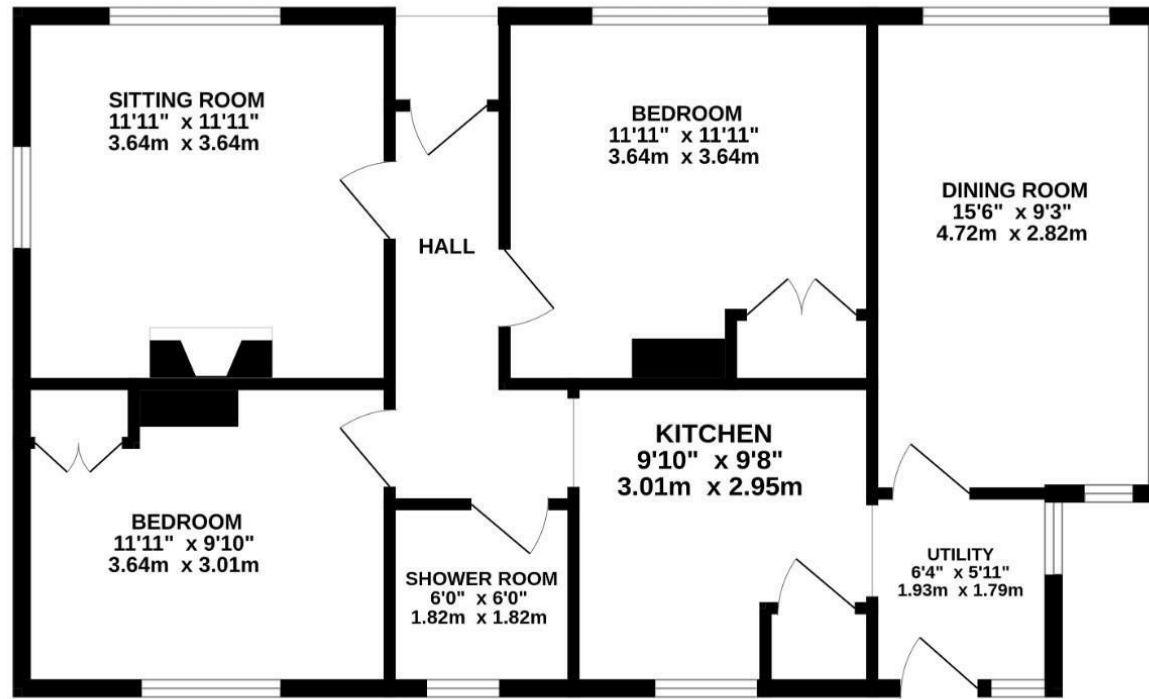 SITTING ROOM
11'11" x 11'11"
3.64m x 3.64m
BEDROOM
11'11" x 11'11"
3.64m x 3.64m
DINING ROOM
15'6" x 9'3"
4.72m x 2.82m
HALL
KITCHEN
9'10" x 9'8"
3.01m x 2.95m
BEDROOM
11'11" x 9'10"
3.64m x 3.01m
SHOWER ROOM
6'0" x 6'0"
1.82m x 1.82m
UTILITY
6'4" x 5'11"
1.93m x 1.79m